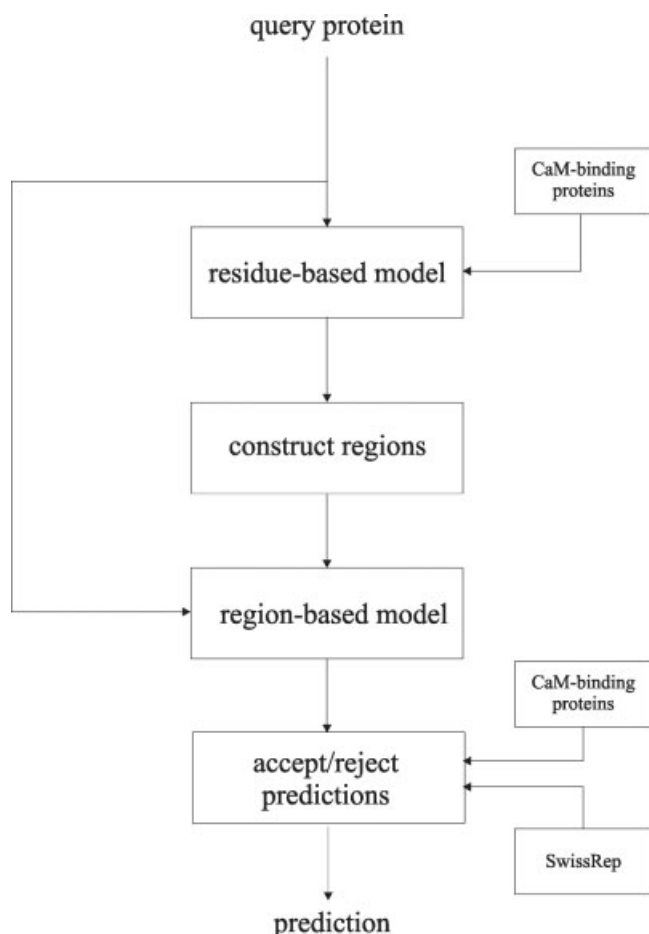 query protein
CaM-binding
proteins
residue-based model
construct regions
region-based model
CaM-binding
proteins
accept/reject
predictions
SwissRep
prediction